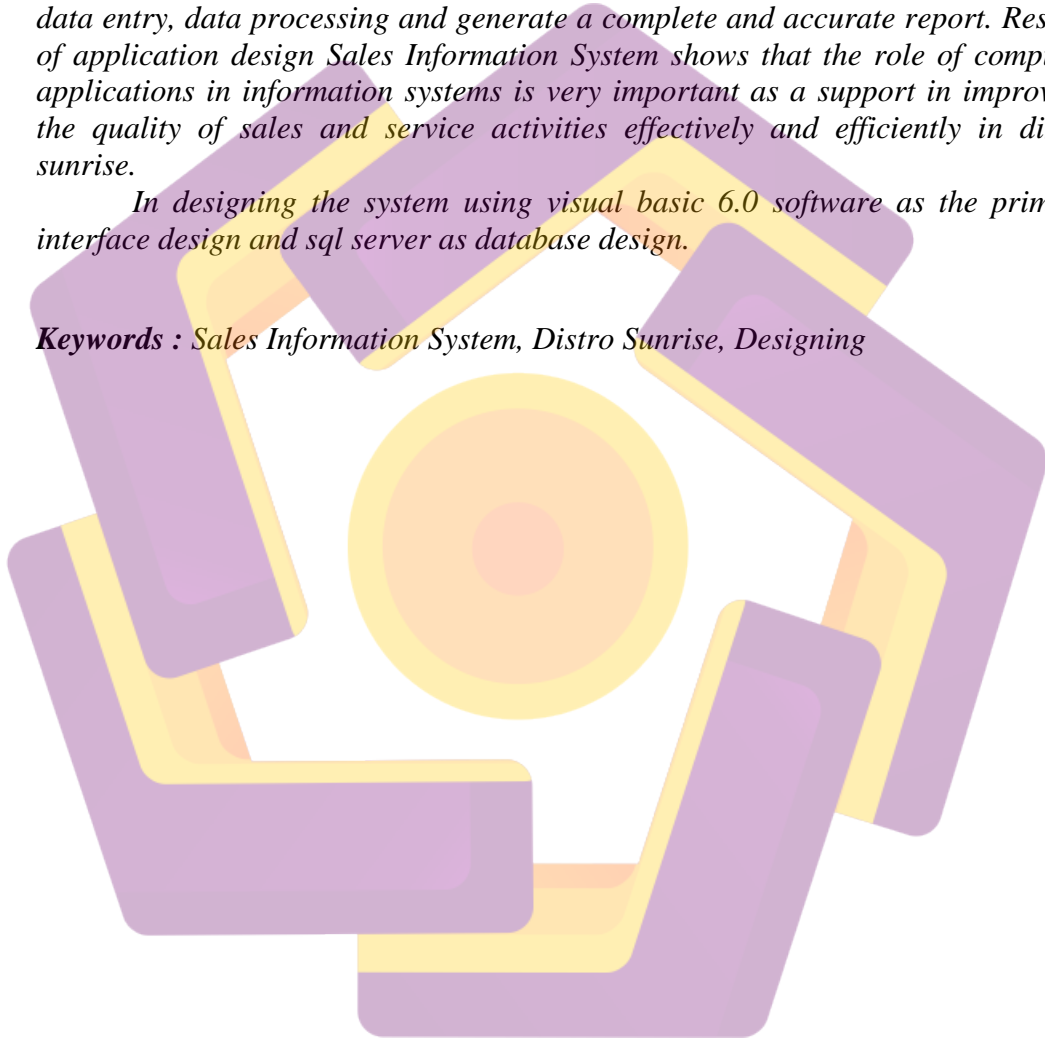 data entry, data processing and generate a complete and accurate report. Res
of application design Sales Information System shows that the role of comp
applications in information systems is very important as a support in improv
the quality of sales and service activities effectively and efficiently in di
sunrise.
In designing the system using visual basic 6.0 software as the prim
interface design and sql server as database design.
Keywords : Sales Information System, Distro Sunrise, Designing